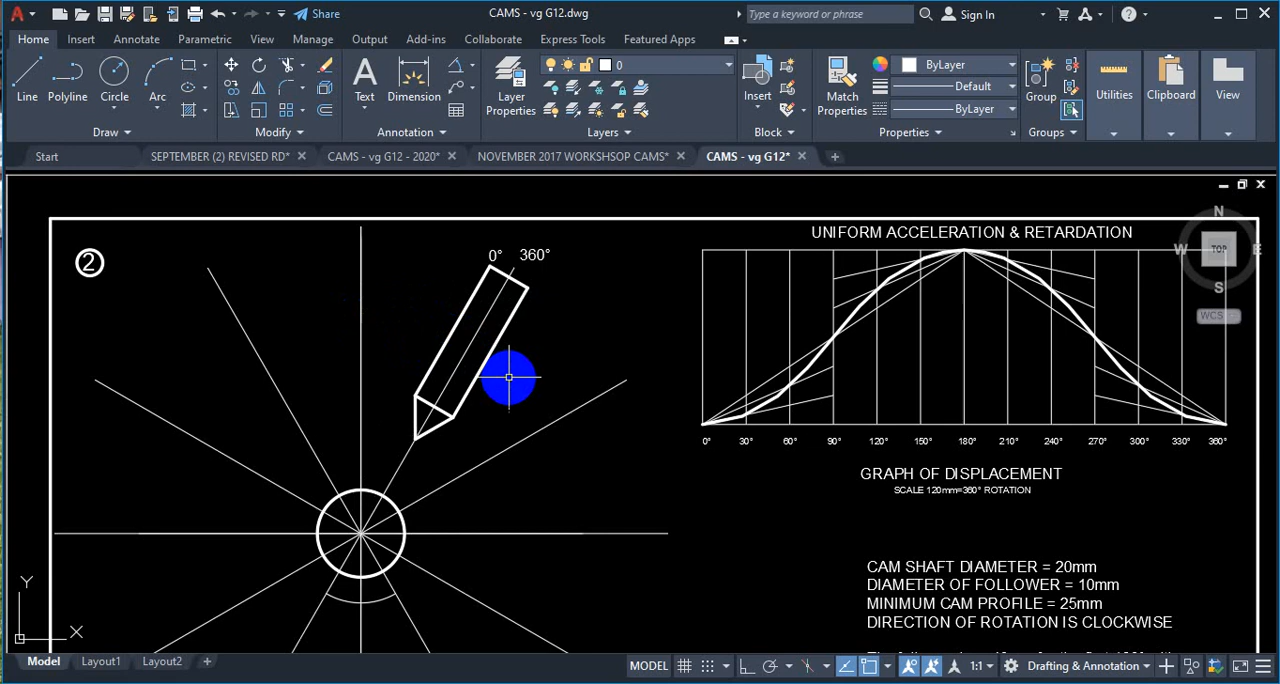 A
Share
CAMS - vg G12.dwg
Type a keyword or phrase
Sign In
Home Insert Annotate Parametric View Manage Output Add-ins Collaborate Express Tools Featured Apps
0
ByLayer
Default
ByLayer
Line Polyline Circle Arc
Text Dimension
Layer Properties
Insert
Match Properties
Group
Utilities Clipboard View
Draw Modify Annotation Layers Block Properties Groups
Start SEPTEMBER (2) REVISED RD* CAMS - vg G12 - 2020* NOVEMBER 2017 WORKSHSOP CAMS* CAMS - vg G12*
2
0° 360°
UNIFORM ACCELERATION & RETARDATION
N
W TOP E
S
WCS
0° 30° 60° 90° 120° 150° 180° 210° 240° 270° 300° 330° 360°
GRAPH OF DISPLACEMENT
SCALE 120mm=360° ROTATION
CAM SHAFT DIAMETER = 20mm
DIAMETER OF FOLLOWER = 10mm
MINIMUM CAM PROFILE = 25mm
DIRECTION OF ROTATION IS CLOCKWISE
Y
X
Model Layout1 Layout2
MODEL 1:1 Drafting & Annotation